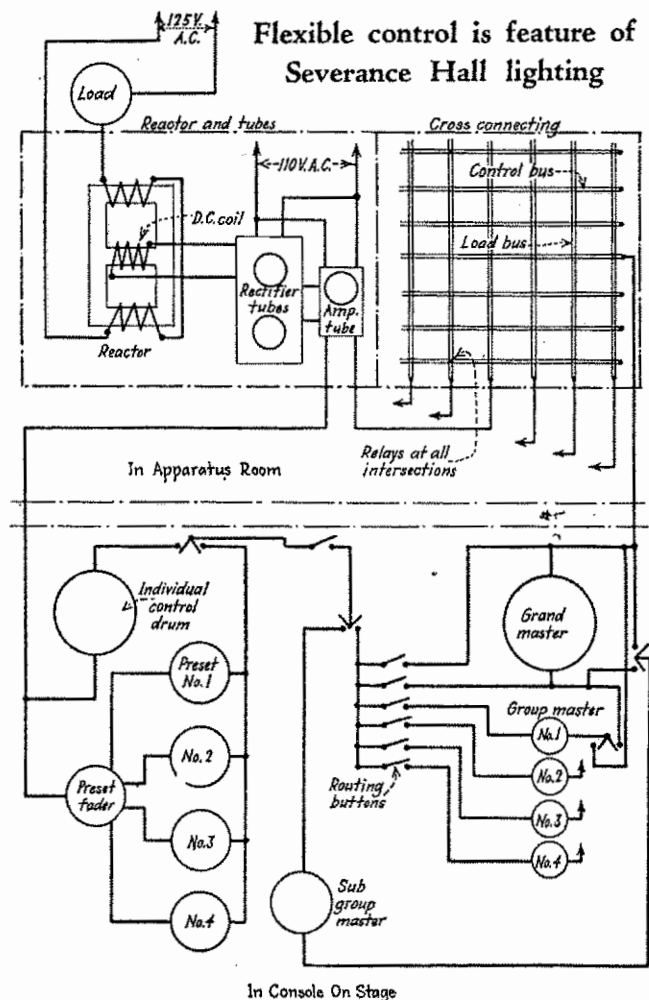 Flexible control is feature of
Severance Hall lighting
125V.
A.C.
Load
Reactor and tubes
Cross connecting
110V. A.C.
Control bus
D.C. coil
Load bus
Rectifier
tubes
Amp.
tube
Reactor
Relays at all
intersections
In Apparatus Room
Individual
control
drum
Grand
master
Preset
No.1
Group master
No.1
No.2
No.2
Preset
fader
Routing
buttons
No.3
No.3
No.4
Sub
group
master
No.4
In Console On Stage